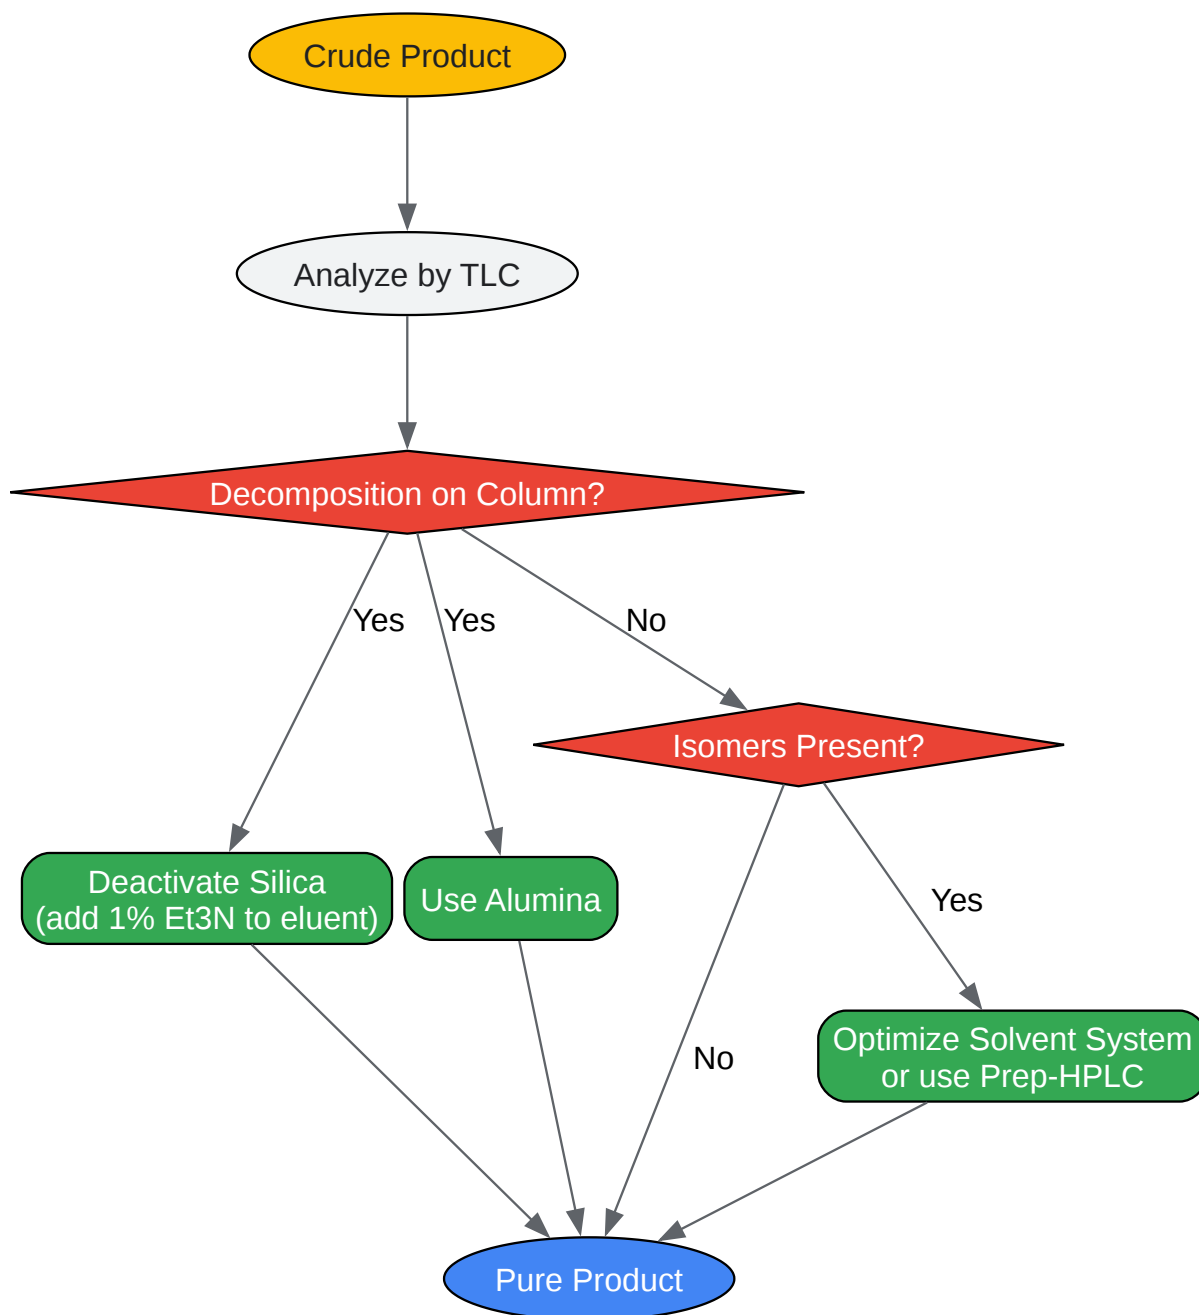 Crude Product
Analyze by TLC
Decomposition on Column?
Yes
Yes
No
Isomers Present?
Deactivate Silica
(add 1% Et3N to eluent)
Use Alumina
Yes
Optimize Solvent System
or use Prep-HPLC
No
Pure Product